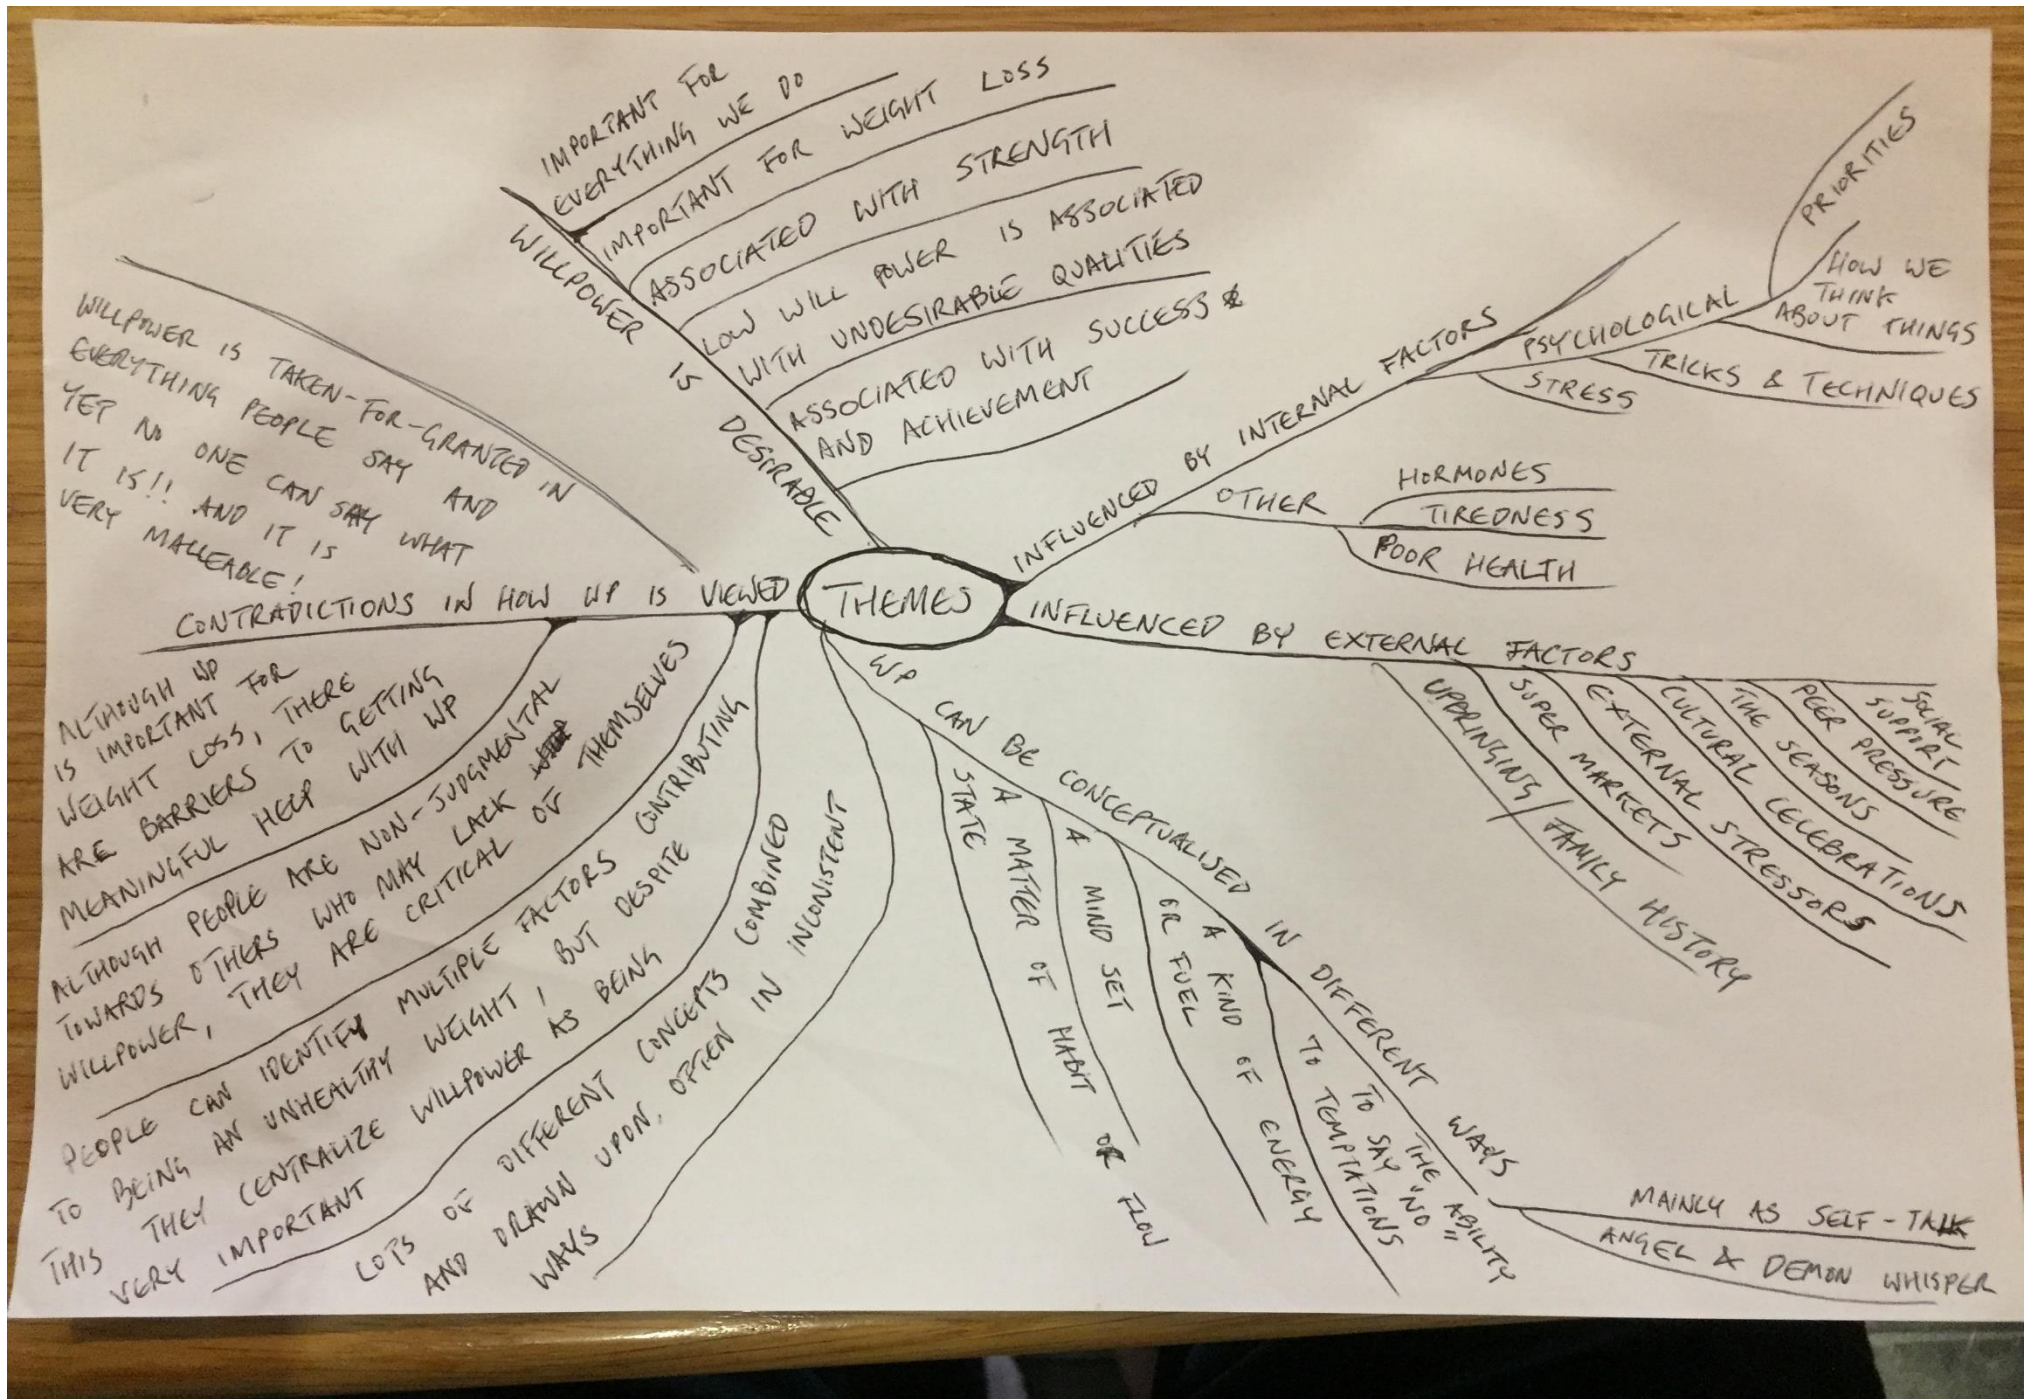 THEMES
WILLPOWER IS DESIRABLE
IMPORTANT FOR
EVERYTHING WE DO
IMPORTANT FOR WEIGHT LOSS
ASSOCIATED WITH STRENGTH
LOW WILL POWER IS ASSOCIATED
WITH UNDESIRABLE QUALITIES
ASSOCIATED WITH SUCCESS &
AND ACHIEVEMENT
INFLUENCED BY INTERNAL FACTORS
PSYCHOLOGICAL
PRIORITIES
HOW WE
THINK
ABOUT THINGS
TRICKS & TECHNIQUES
STRESS
OTHER
HORMONES
TIREDNESS
POOR HEALTH
INFLUENCED BY EXTERNAL FACTORS
SOCIAL
SUPPORT
PEER PRESSURE
THE SEASONS
CULTURAL CELEBRATIONS
EXTERNAL STRESSORS
SUPER MARKETS
UPBRINGING / FAMILY HISTORY
WP CAN BE CONCEPTUALISED IN DIFFERENT WAYS
MAINLY AS SELF-TALK
ANGEL & DEMON WHISPER
THE ABILITY
TO SAY "NO"
TO TEMPTATIONS
A KIND OF ENERGY
OR FUEL
A MIND SET
A MATTER OF HABIT OR FLOW
STATE
CONTRADICTIONS IN HOW WP IS VIEWED
WILLPOWER IS TAKEN-FOR-GRANTED IN
EVERYTHING PEOPLE SAY AND
YET NO ONE CAN SAY WHAT
IT IS!! AND IT IS
VERY MALLEABLE!
ALTHOUGH WP
IS IMPORTANT FOR
WEIGHT LOSS, THERE
ARE BARRIERS TO GETTING
MEANINGFUL HELP WITH WP
ALTHOUGH PEOPLE ARE NON-JUDGMENTAL
TOWARDS OTHERS WHO MAY LACK
WILLPOWER, THEY ARE CRITICAL OF THEMSELVES
PEOPLE CAN IDENTIFY MULTIPLE FACTORS CONTRIBUTING
TO BEING AN UNHEALTHY WEIGHT, BUT DESPITE
THIS THEY CENTRALIZE WILLPOWER AS BEING
VERY IMPORTANT
LOTS OF DIFFERENT CONCEPTS COMBINED
AND DRAWN UPON, OFTEN IN INCONISTENT
WAYS